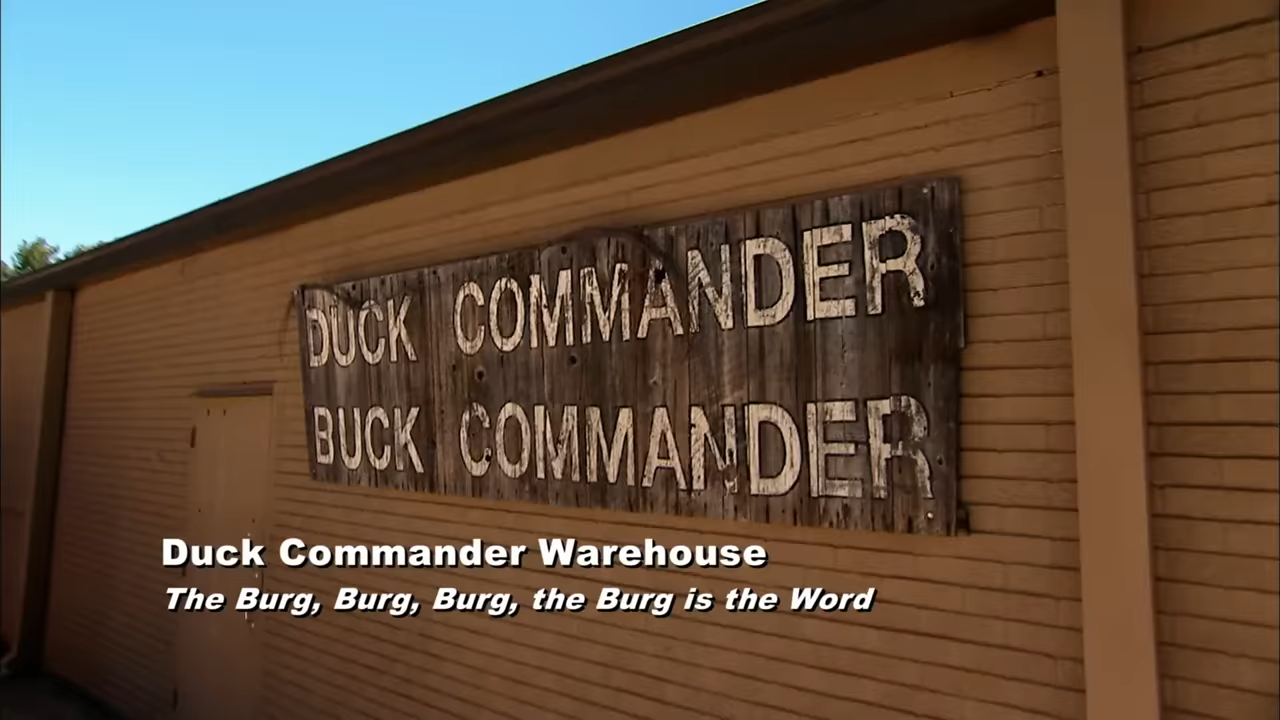 DUCK COMMANDER
BUCK COMMANDER
Duck Commander Warehouse
The Burg, Burg, Burg, the Burg is the Word